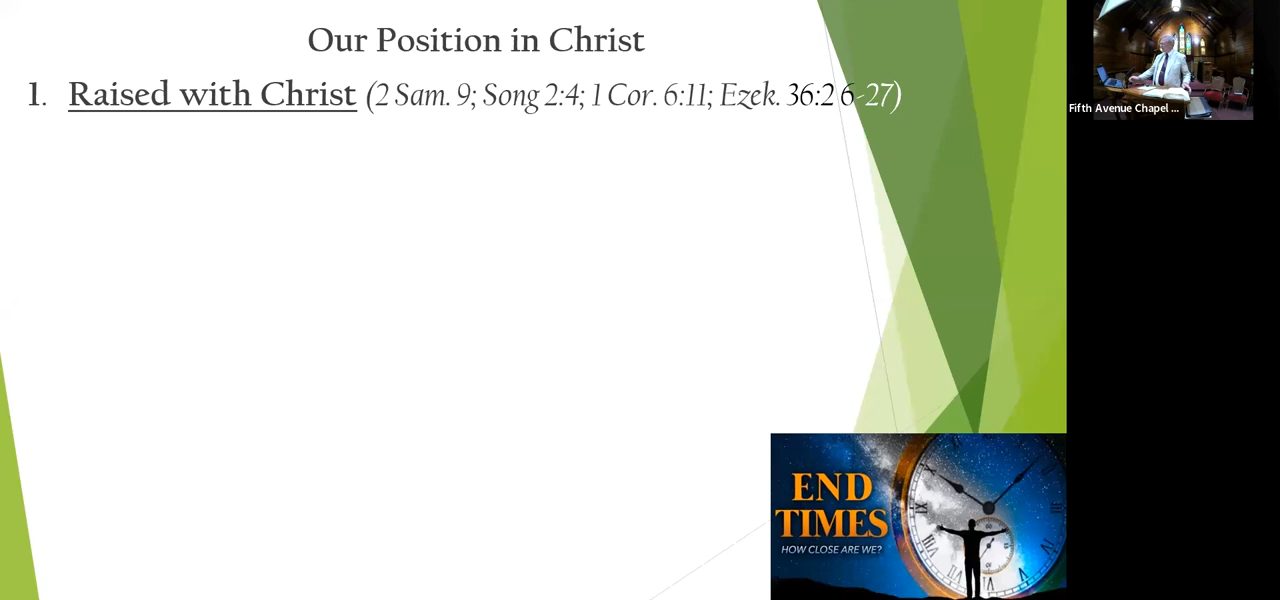 Our Position in Christ
1. Raised with Christ (2 Sam. 9; Song 2:4; 1 Cor. 6:11; Ezek. 36:26-27)
Fifth Avenue Chapel ...
END
TIMES
HOW CLOSE ARE WE?